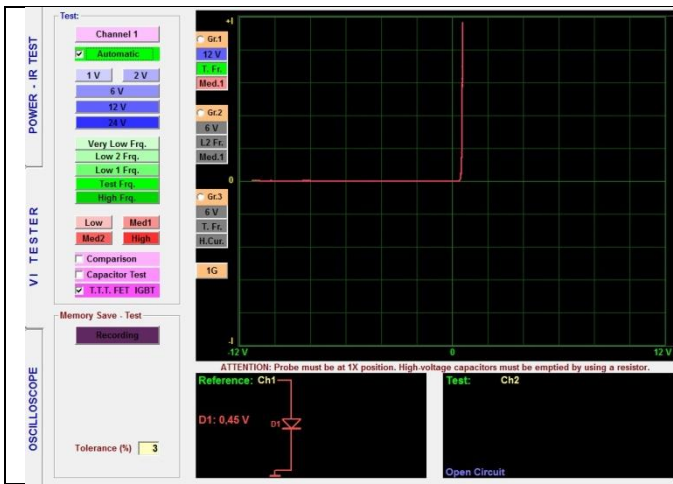 POWER - IR TEST
VI TESTER
OSCILLOSCOPE
Test:
Channel 1
Automatic
1 V
2 V
6 V
12 V
24 V
Very Low Frq.
Low 2 Frq.
Low 1 Frq.
Test Frq.
High Frq.
Low
Med1
Med2
High
Comparison
Capacitor Test
T.T.T. FET IGBT
Memory Save - Test
Recording
Tolerance (%) 3
Gr.1
12 V
T. Fr.
Med.1
Gr.2
6 V
L2 Fr.
Med.1
Gr.3
6 V
T. Fr.
H.Cur.
1G
+I
0
-I
-12 V
0
12 V
ATTENTION: Probe must be at 1X position. High-voltage capacitors must be emptied by using a resistor.
Reference: Ch1
D1: 0,45 V
D1
Test: Ch2
Open Circuit